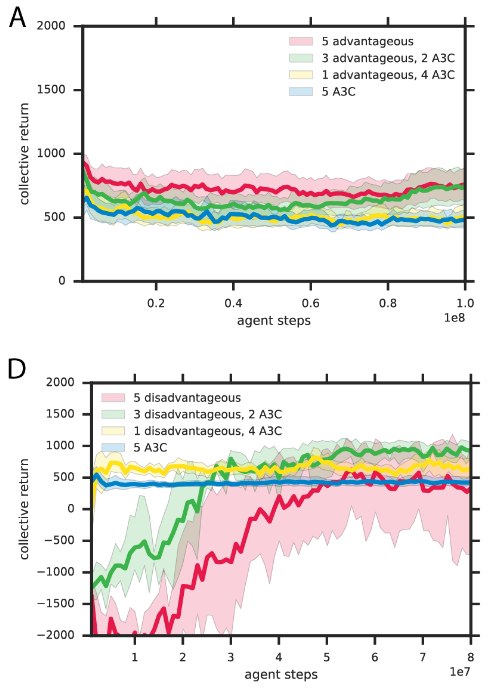 A
2000
1500
1000
500
0
collective return
5 advantageous
3 advantageous, 2 A3C
1 advantageous, 4 A3C
5 A3C
0.2 0.4 0.6 0.8 1.0
1e8
agent steps
D
2000
1500
1000
500
0
−500
−1000
−1500
−2000
collective return
5 disadvantageous
3 disadvantageous, 2 A3C
1 disadvantageous, 4 A3C
5 A3C
1 2 3 4 5 6 7 8
1e7
agent steps